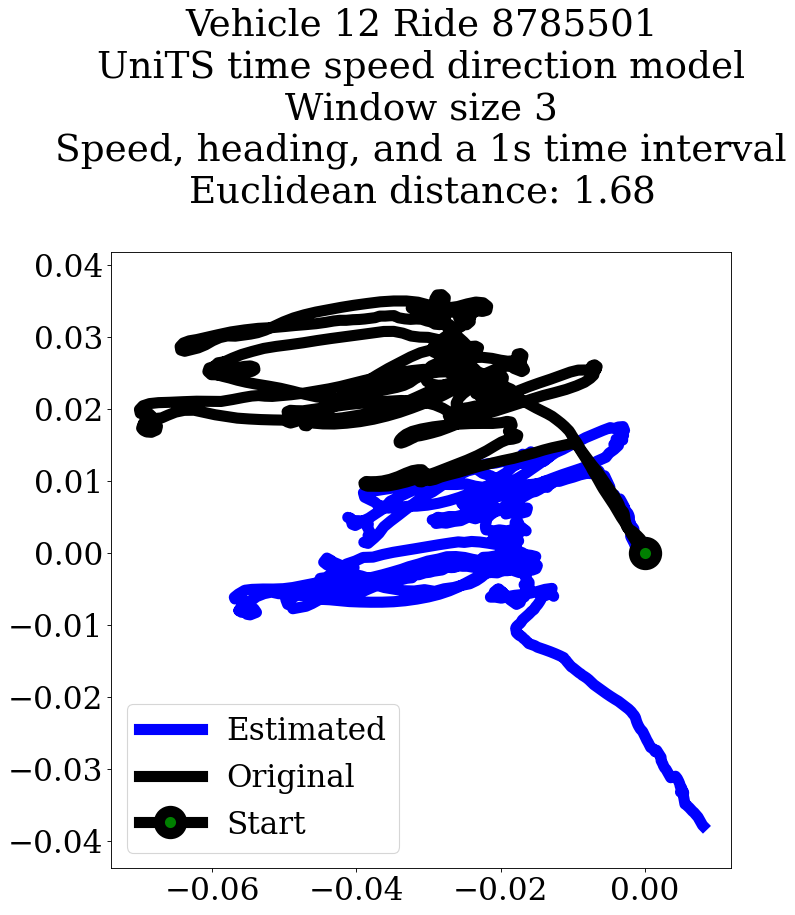 Vehicle 12 Ride 8785501
UniTS time speed direction model
Window size 3
Speed, heading, and a 1s time interval
Euclidean distance: 1.68
0.04
0.03
0.02
0.01
0.00
−0.01
−0.02
−0.03
−0.04
Estimated
Original
Start
−0.06
−0.04
−0.02
0.00